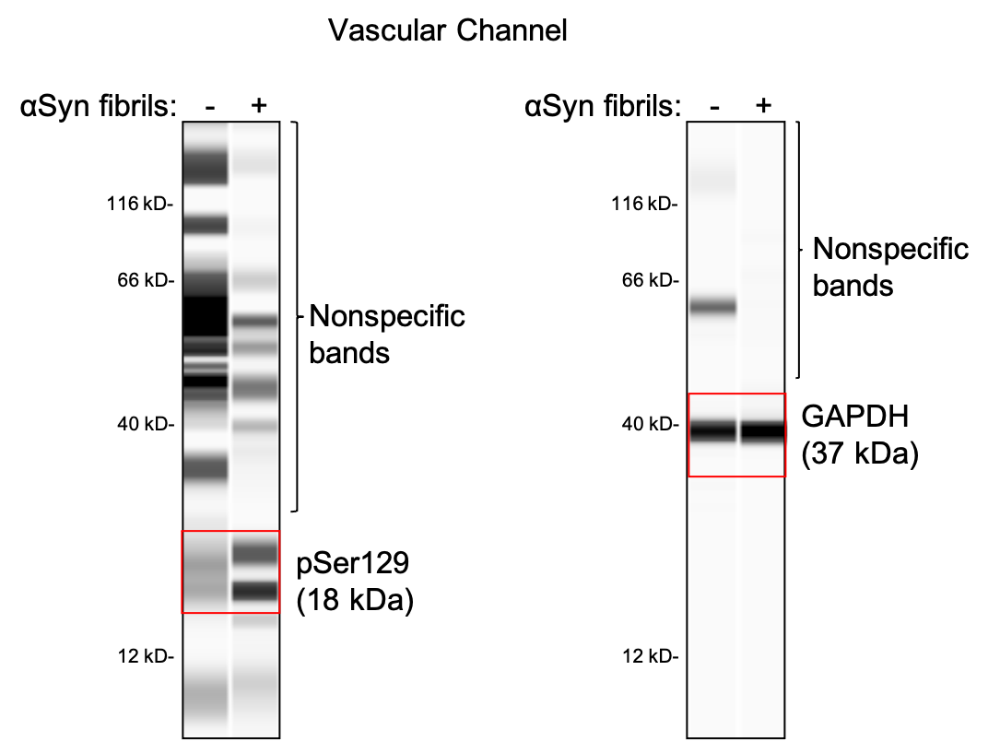 Vascular Channel
αSyn fibrils: - +
116 kD-
66 kD-
40 kD-
12 kD-
Nonspecific
bands
pSer129
(18 kDa)
αSyn fibrils: - +
116 kD-
66 kD-
40 kD-
12 kD-
Nonspecific
bands
GAPDH
(37 kDa)